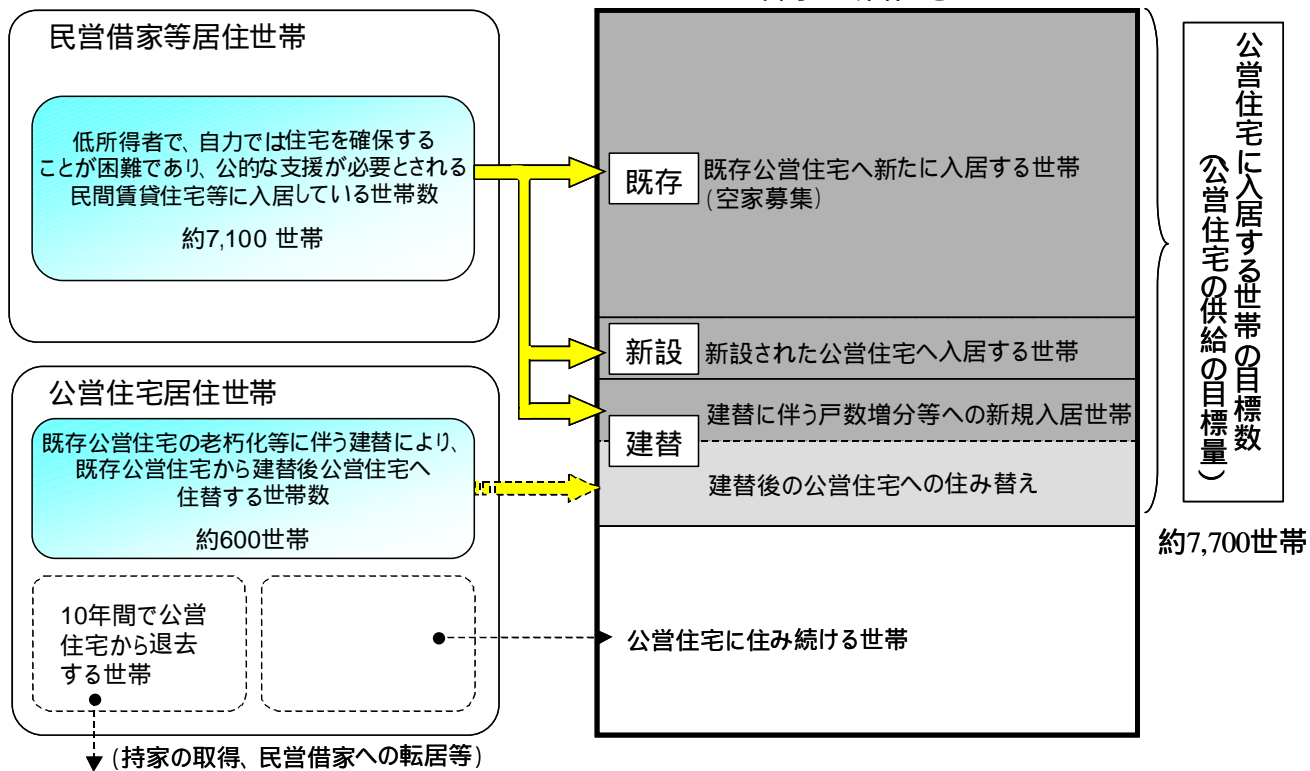 民営借家等居住世帯
低所得者で、自力では住宅を確保する
ことが困難であり、公的な支援が必要とされる
民間賃貸住宅等に入居している世帯数
約7,100 世帯
公営住宅居住世帯
既存公営住宅の老朽化等に伴う建替により、
既存公営住宅から建替後公営住宅へ
住替する世帯数
約600世帯
10年間で公営
住宅から退去
する世帯
(持家の取得、民営借家への転居等)
既存
既存公営住宅へ新たに入居する世帯
(空家募集)
新設
新設された公営住宅へ入居する世帯
建替
建替に伴う戸数増分等への新規入居世帯
建替後の公営住宅への住み替え
公営住宅に住み続ける世帯
公営住宅に入居する世帯の目標数
(公営住宅の供給の目標量)
約7,700世帯